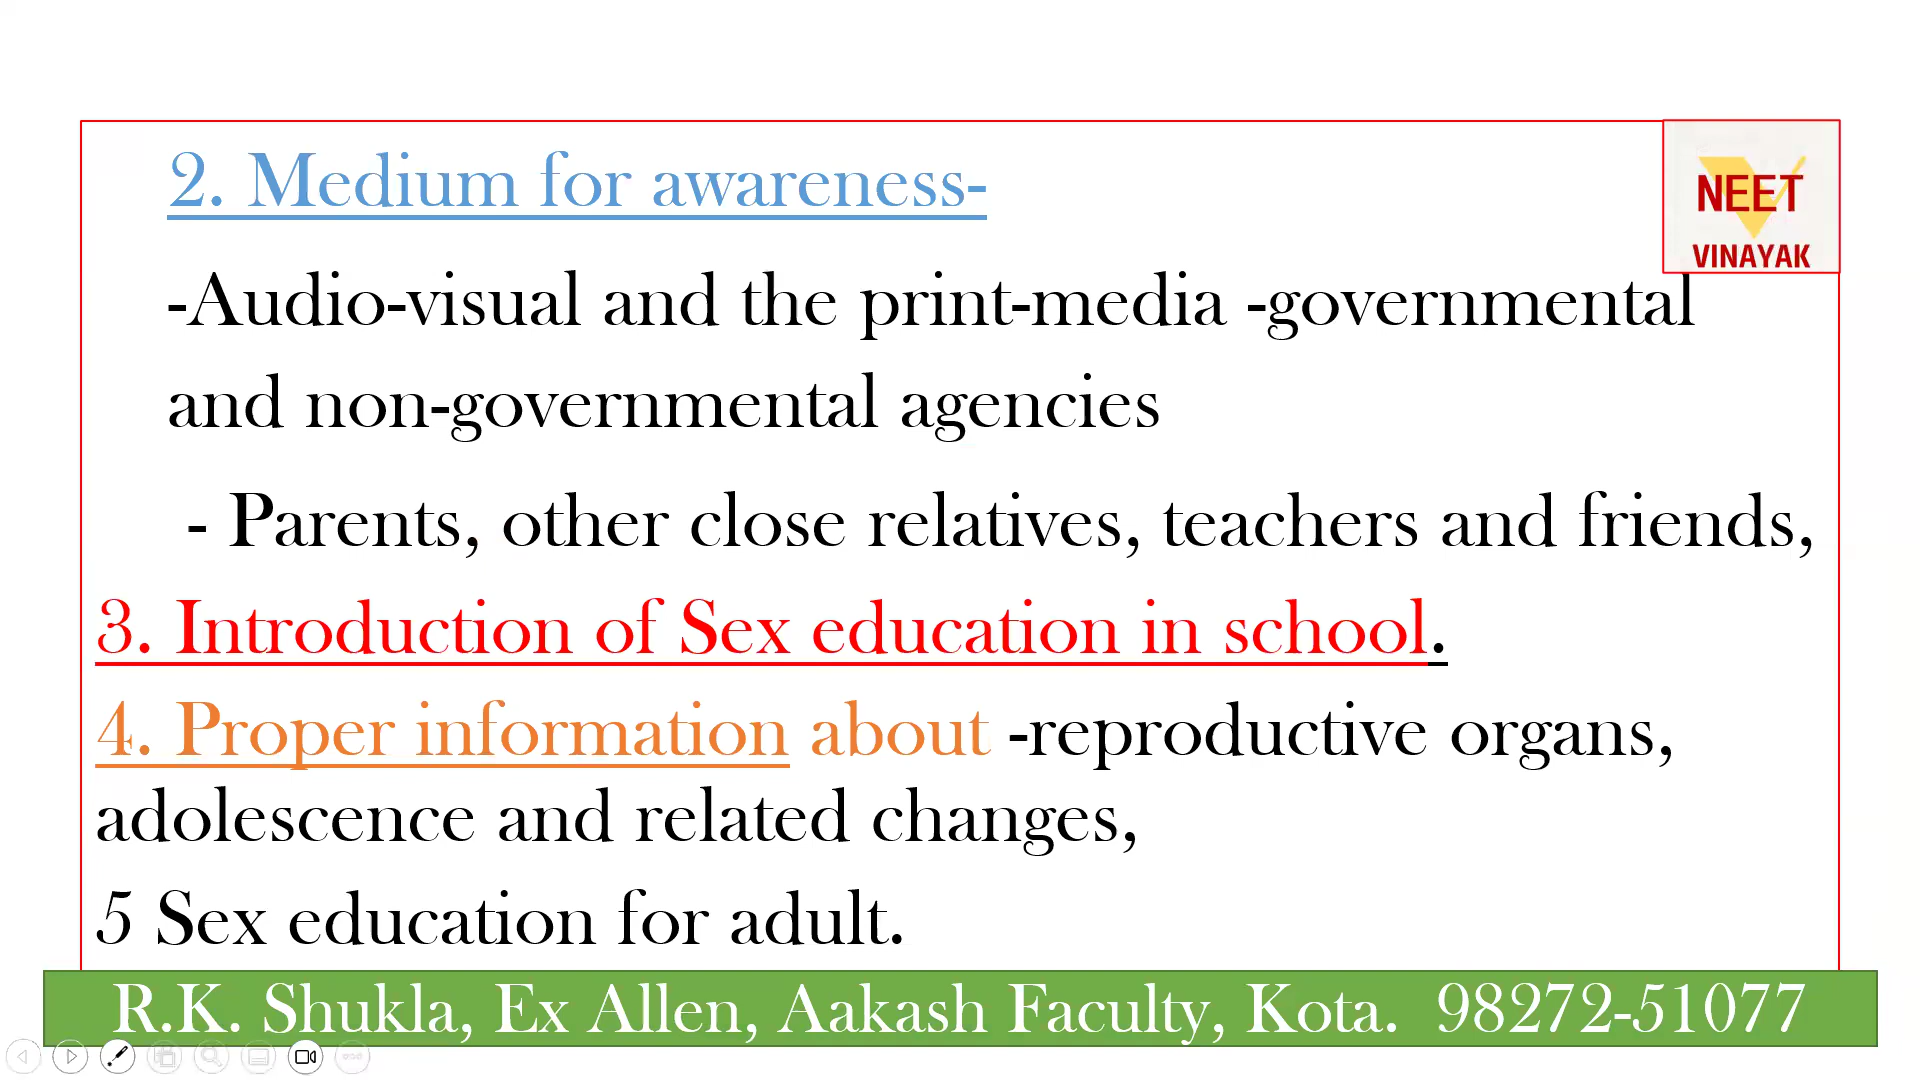 2. Medium for awareness-
NEET
VINAYAK
-Audio-visual and the print-media -governmental
and non-governmental agencies
- Parents, other close relatives, teachers and friends,
3. Introduction of Sex education in school.
4. Proper information about -reproductive organs,
adolescence and related changes,
5 Sex education for adult.
R.K. Shukla, Ex Allen, Aakash Faculty, Kota. 98272-51077